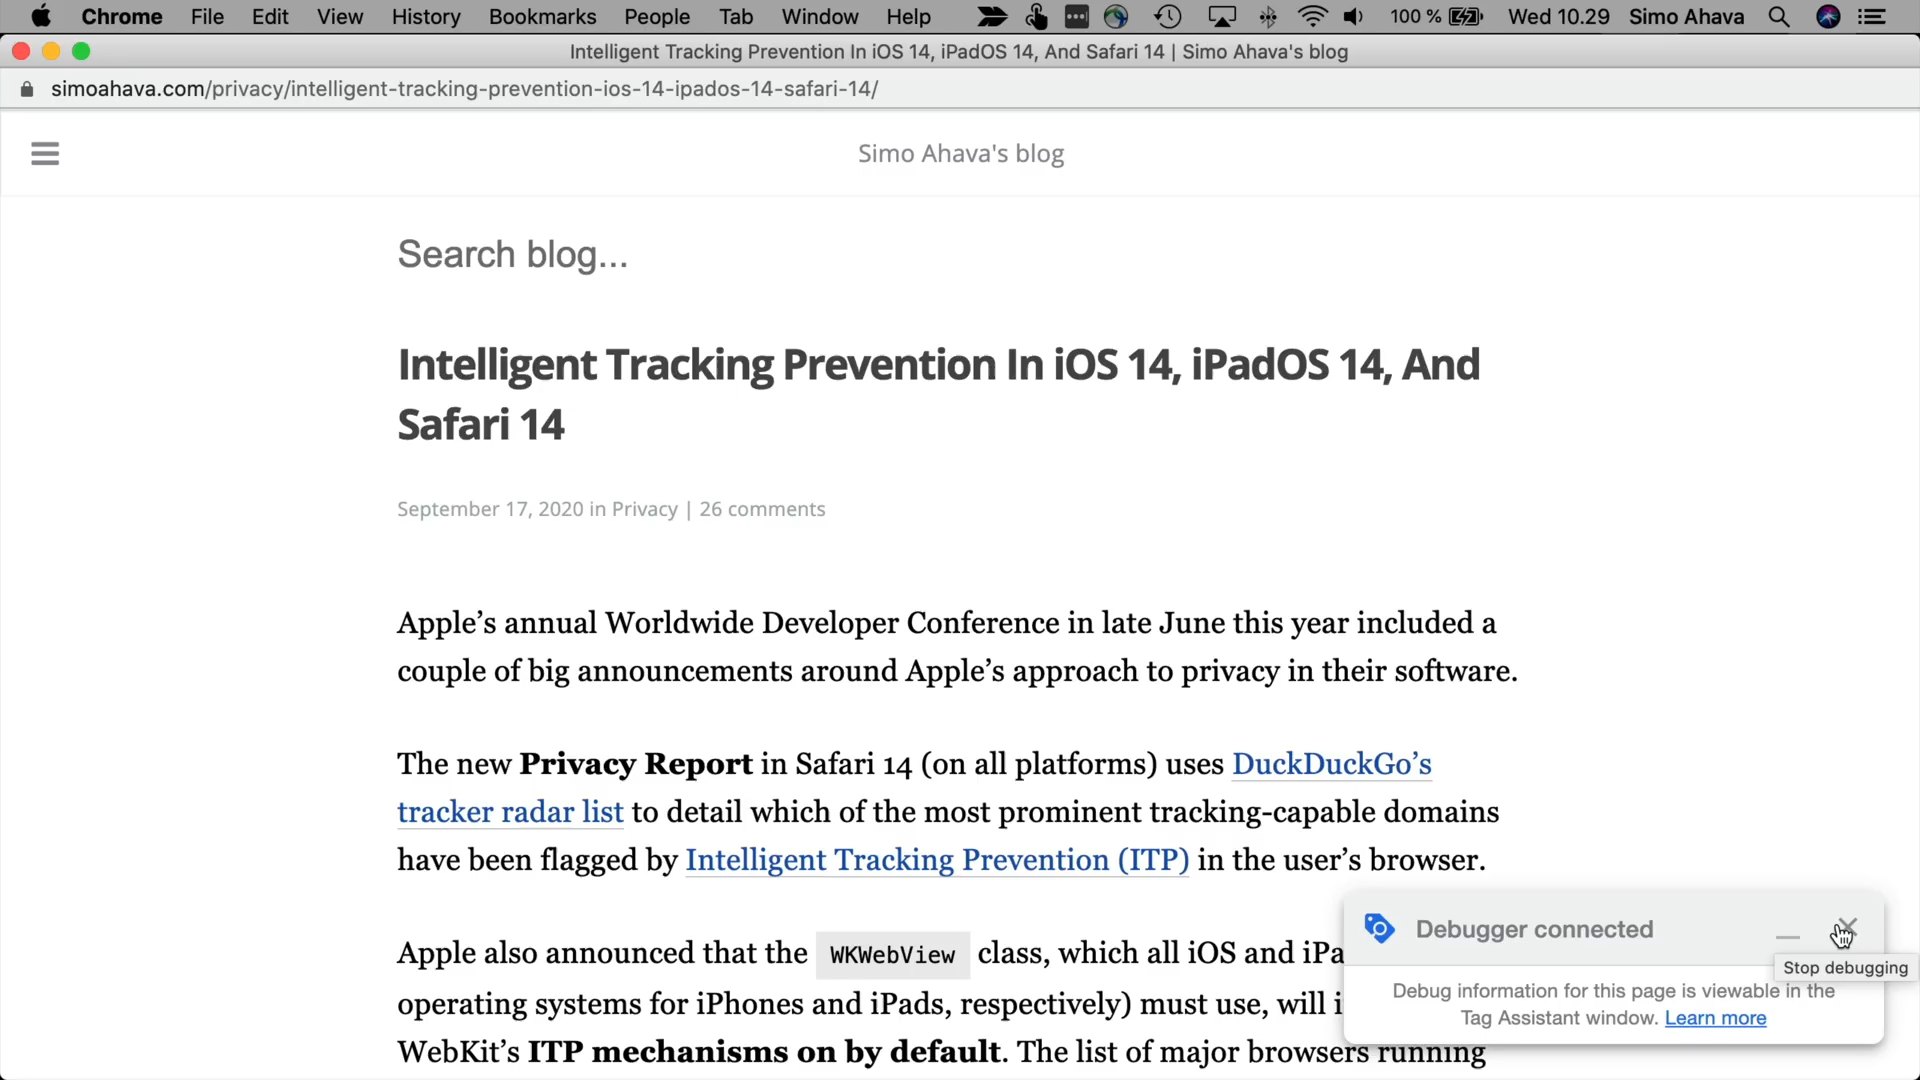 Chrome File Edit View History Bookmarks People Tab Window Help 100 % Wed 10.29 Simo Ahava
Intelligent Tracking Prevention In iOS 14, iPadOS 14, And Safari 14 | Simo Ahava's blog
simoahava.com/privacy/intelligent-tracking-prevention-ios-14-ipados-14-safari-14/
Simo Ahava's blog
Search blog...
Intelligent Tracking Prevention In iOS 14, iPadOS 14, And
Safari 14
September 17, 2020 in Privacy | 26 comments
Apple’s annual Worldwide Developer Conference in late June this year included a
couple of big announcements around Apple’s approach to privacy in their software.
The new Privacy Report in Safari 14 (on all platforms) uses DuckDuckGo’s
tracker radar list to detail which of the most prominent tracking-capable domains
have been flagged by Intelligent Tracking Prevention (ITP) in the user’s browser.
Apple also announced that the WKWebView class, which all iOS and iPa
operating systems for iPhones and iPads, respectively) must use, will i
WebKit’s ITP mechanisms on by default. The list of major browsers running
Debugger connected
Stop debugging
Debug information for this page is viewable in the
Tag Assistant window. Learn more